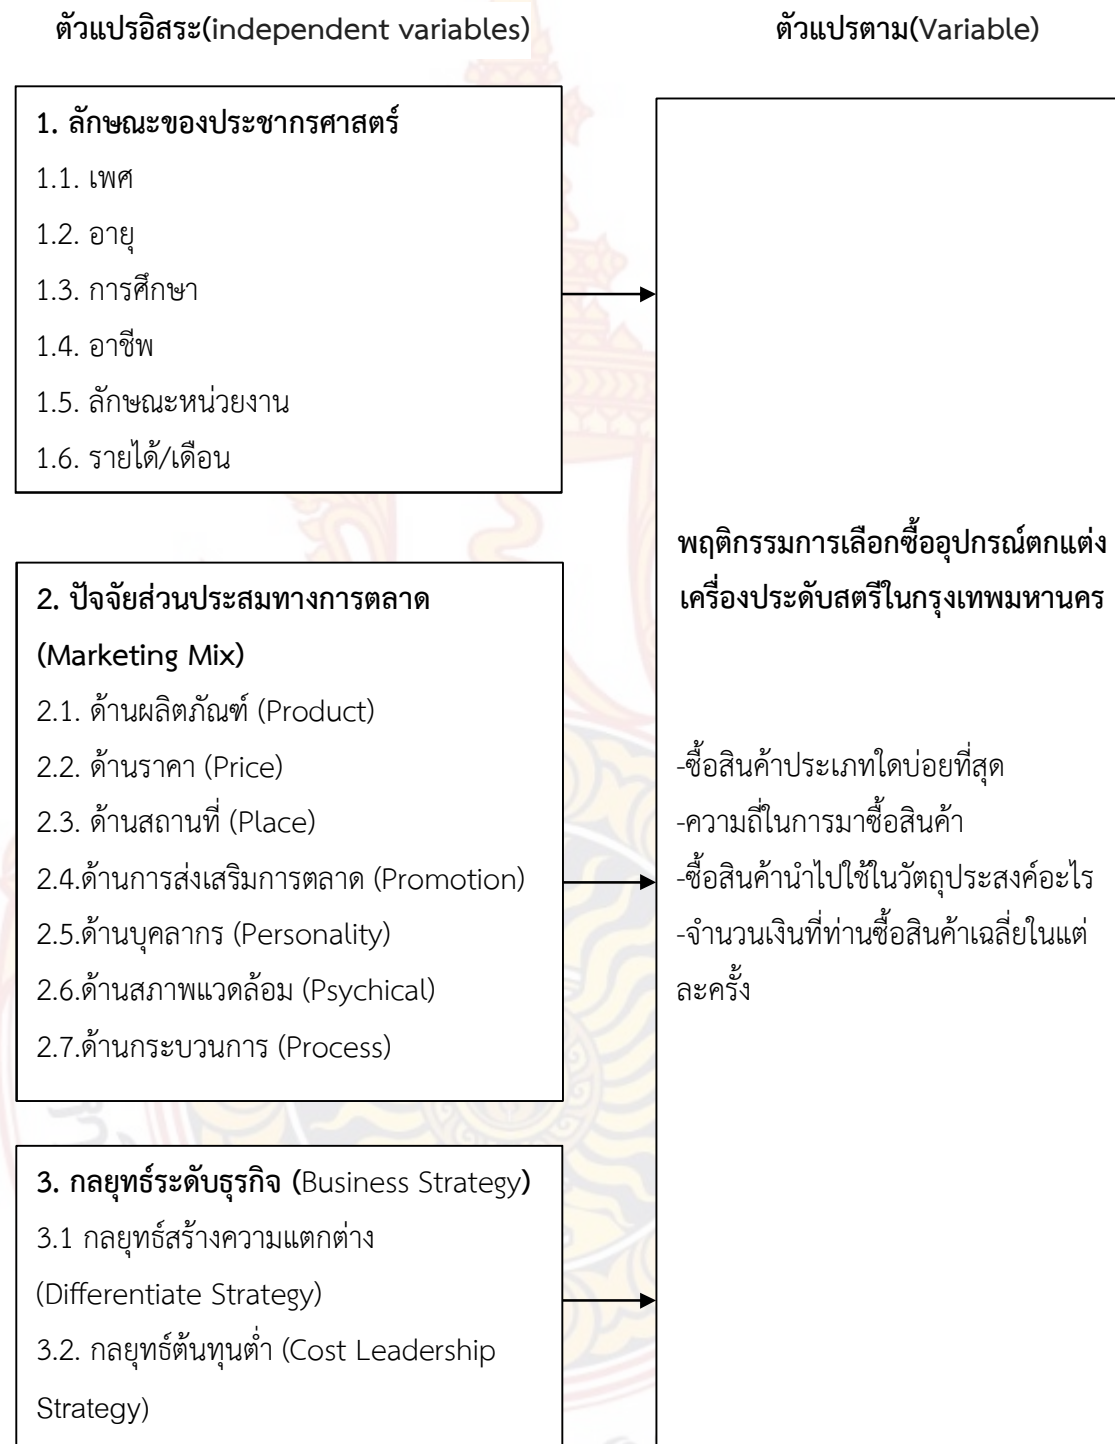 ตัวแปรอิสระ(independent variables)
ตัวแปรตาม(Variable)
1. ลักษณะของประชากรศาสตร์
1.1. เพศ
1.2. อายุ
1.3. การศึกษา
1.4. อาชีพ
1.5. ลักษณะหน่วยงาน
1.6. รายได้/เดือน
2. ปัจจัยส่วนประสมทางการตลาด
(Marketing Mix)
2.1. ด้านผลิตภัณฑ์ (Product)
2.2. ด้านราคา (Price)
2.3. ด้านสถานที่ (Place)
2.4.ด้านการส่งเสริมการตลาด (Promotion)
2.5.ด้านบุคลากร (Personality)
2.6.ด้านสภาพแวดล้อม (Psychical)
2.7.ด้านกระบวนการ (Process)
3. กลยุทธ์ระดับธุรกิจ (Business Strategy)
3.1 กลยุทธ์สร้างความแตกต่าง
(Differentiate Strategy)
3.2. กลยุทธ์ต้นทุนต่ำ (Cost Leadership
Strategy)
พฤติกรรมการเลือกซื้ออุปกรณ์ตกแต่ง
เครื่องประดับสตรีในกรุงเทพมหานคร
-ซื้อสินค้าประเภทใดบ่อยที่สุด
-ความถี่ในการมาซื้อสินค้า
-ซื้อสินค้านำไปใช้ในวัตถุประสงค์อะไร
-จำนวนเงินที่ท่านซื้อสินค้าเฉลี่ยในแต่
ละครั้ง